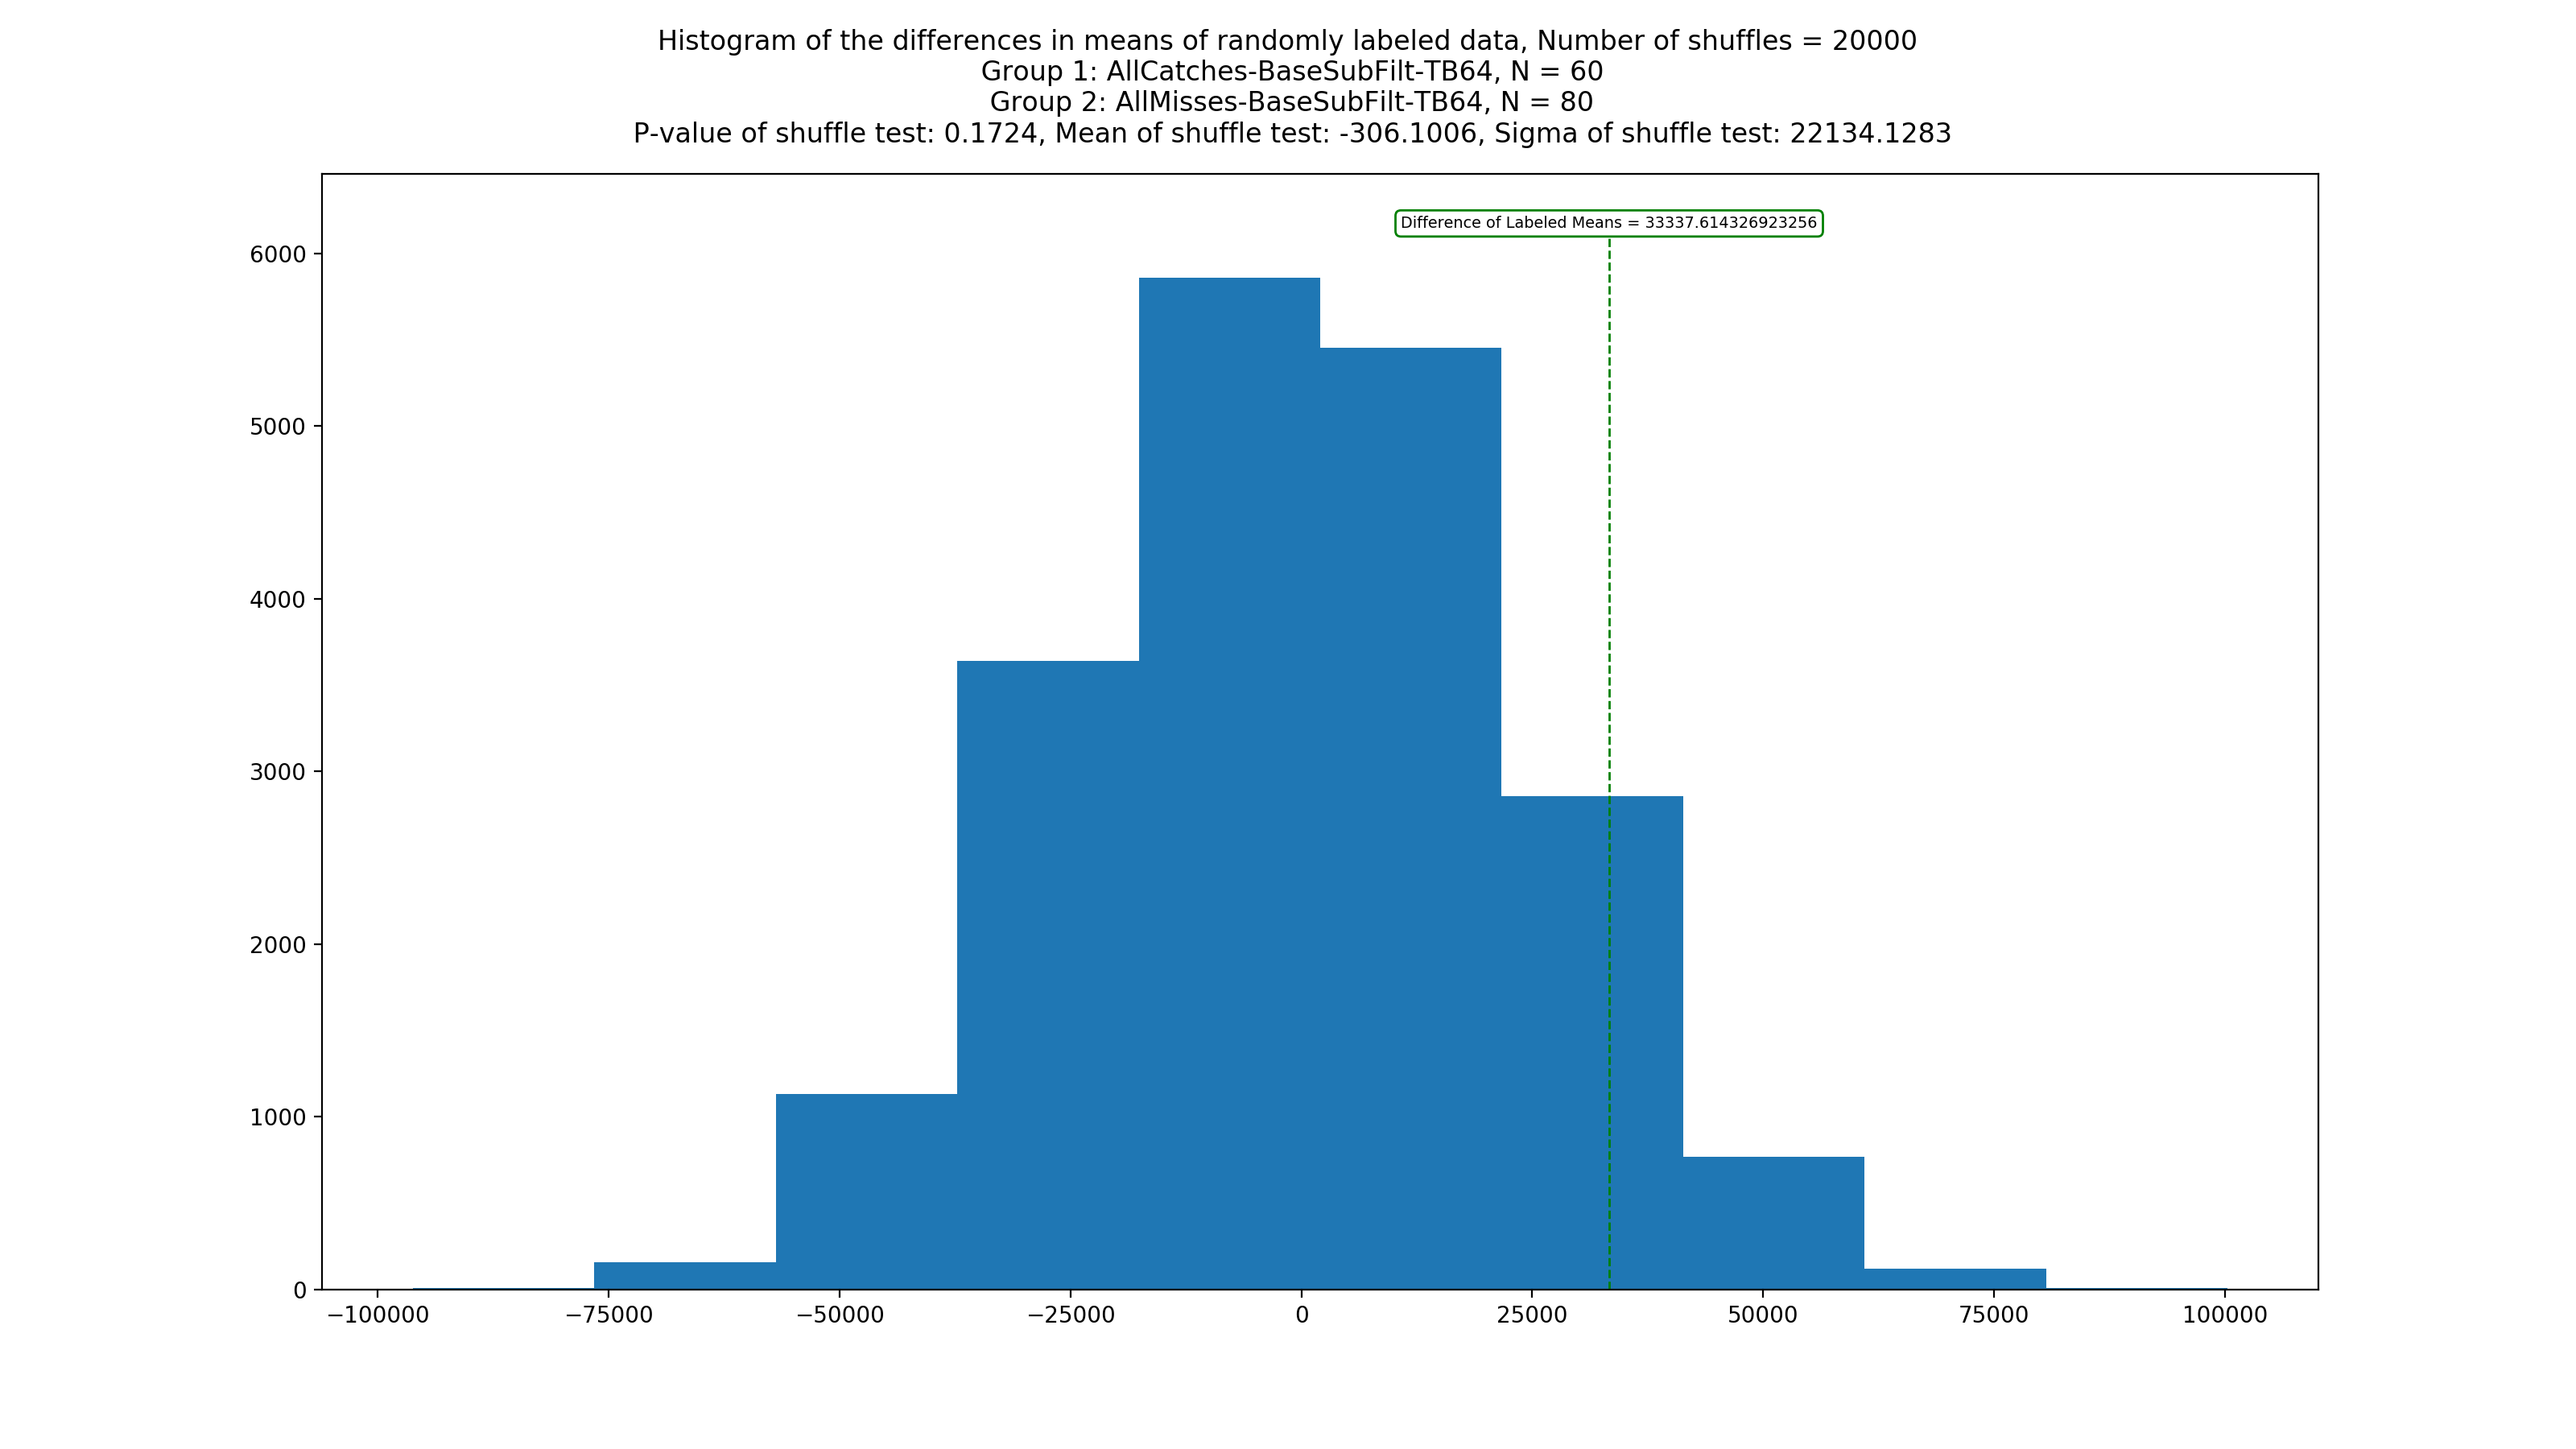 Histogram of the differences in means of randomly labeled data, Number of shuffles = 20000
Group 1: AllCatches-BaseSubFilt-TB64, N = 60
Group 2: AllMisses-BaseSubFilt-TB64, N = 80
P-value of shuffle test: 0.1724, Mean of shuffle test: -306.1006, Sigma of shuffle test: 22134.1283
Difference of Labeled Means = 33337.614326923256
6000
5000
4000
3000
2000
1000
0
−100000 −75000 −50000 −25000 0 25000 50000 75000 100000